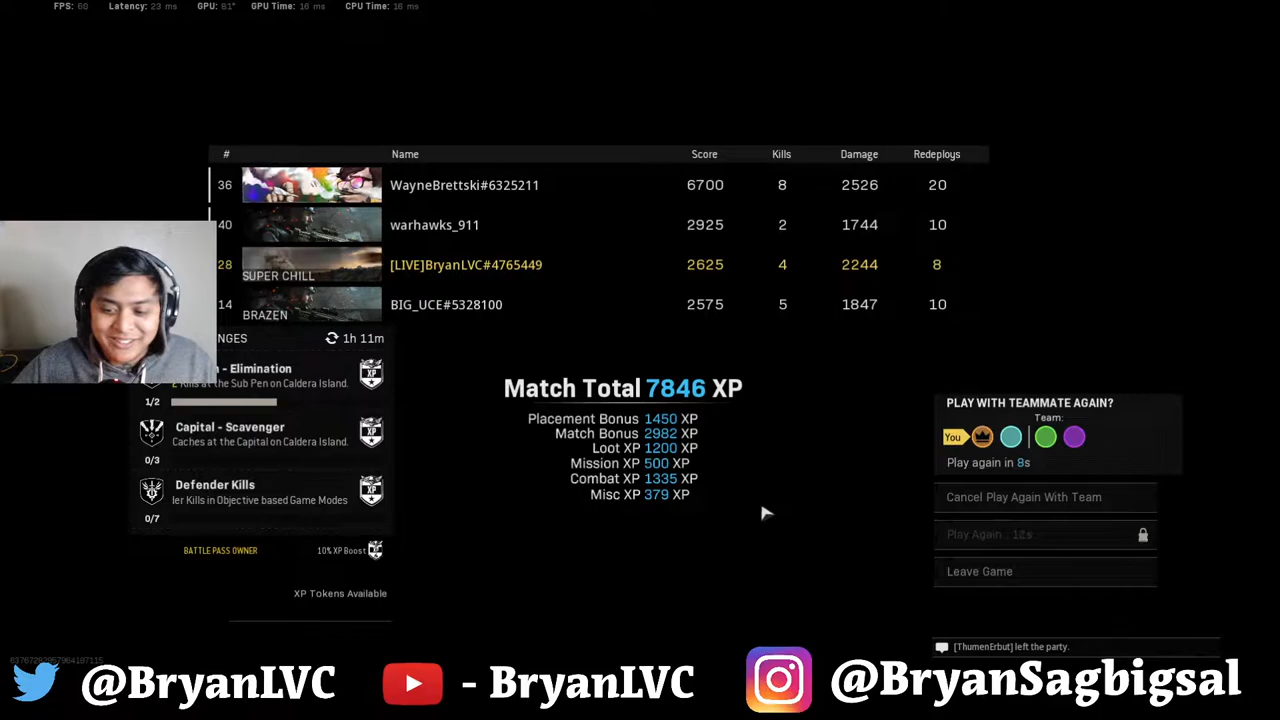 FPS: 60 Latency: 23 ms GPU: 81° GPU Time: 16 ms CPU Time: 16 ms
# Name Score Kills Damage Redeploys
36 WayneBrettski#6325211 6700 8 2526 20
40 warhawks_911 2925 2 1744 10
28 SUPER CHILL [LIVE]BryanLVC#4765449 2625 4 2244 8
14 BRAZEN BIG_UCE#5328100 2575 5 1847 10
NGES 1h 11m
- Elimination
Kills at the Sub Pen on Caldera Island.
1/2
Capital - Scavenger
Caches at the Capital on Caldera Island.
0/3
Defender Kills
ler Kills in Objective based Game Modes
0/7
BATTLE PASS OWNER 10% XP Boost XP
XP Tokens Available
Match Total 7846 XP
Placement Bonus 1450 XP
Match Bonus 2982 XP
Loot XP 1200 XP
Mission XP 500 XP
Combat XP 1335 XP
Misc XP 379 XP
PLAY WITH TEAMMATE AGAIN?
Team:
You
Play again in 8s
Cancel Play Again With Team
Play Again... 12s
Leave Game
[ThumenErbut] left the party.
@BryanLVC - BryanLVC @BryanSagbigsal